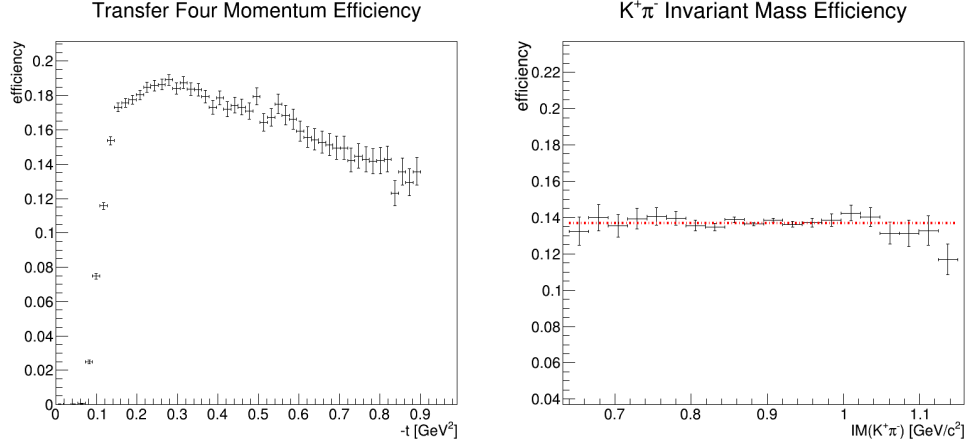 Transfer Four Momentum Efficiency
efficiency
0.2
0.18
0.16
0.14
0.12
0.1
0.08
0.06
0.04
0.02
0
0 0.1 0.2 0.3 0.4 0.5 0.6 0.7 0.8 0.9
-t [GeV²]
K⁺π⁻ Invariant Mass Efficiency
efficiency
0.22
0.2
0.18
0.16
0.14
0.12
0.1
0.08
0.06
0.04
0.7 0.8 0.9 1 1.1
IM(K⁺π⁻) [GeV/c²]